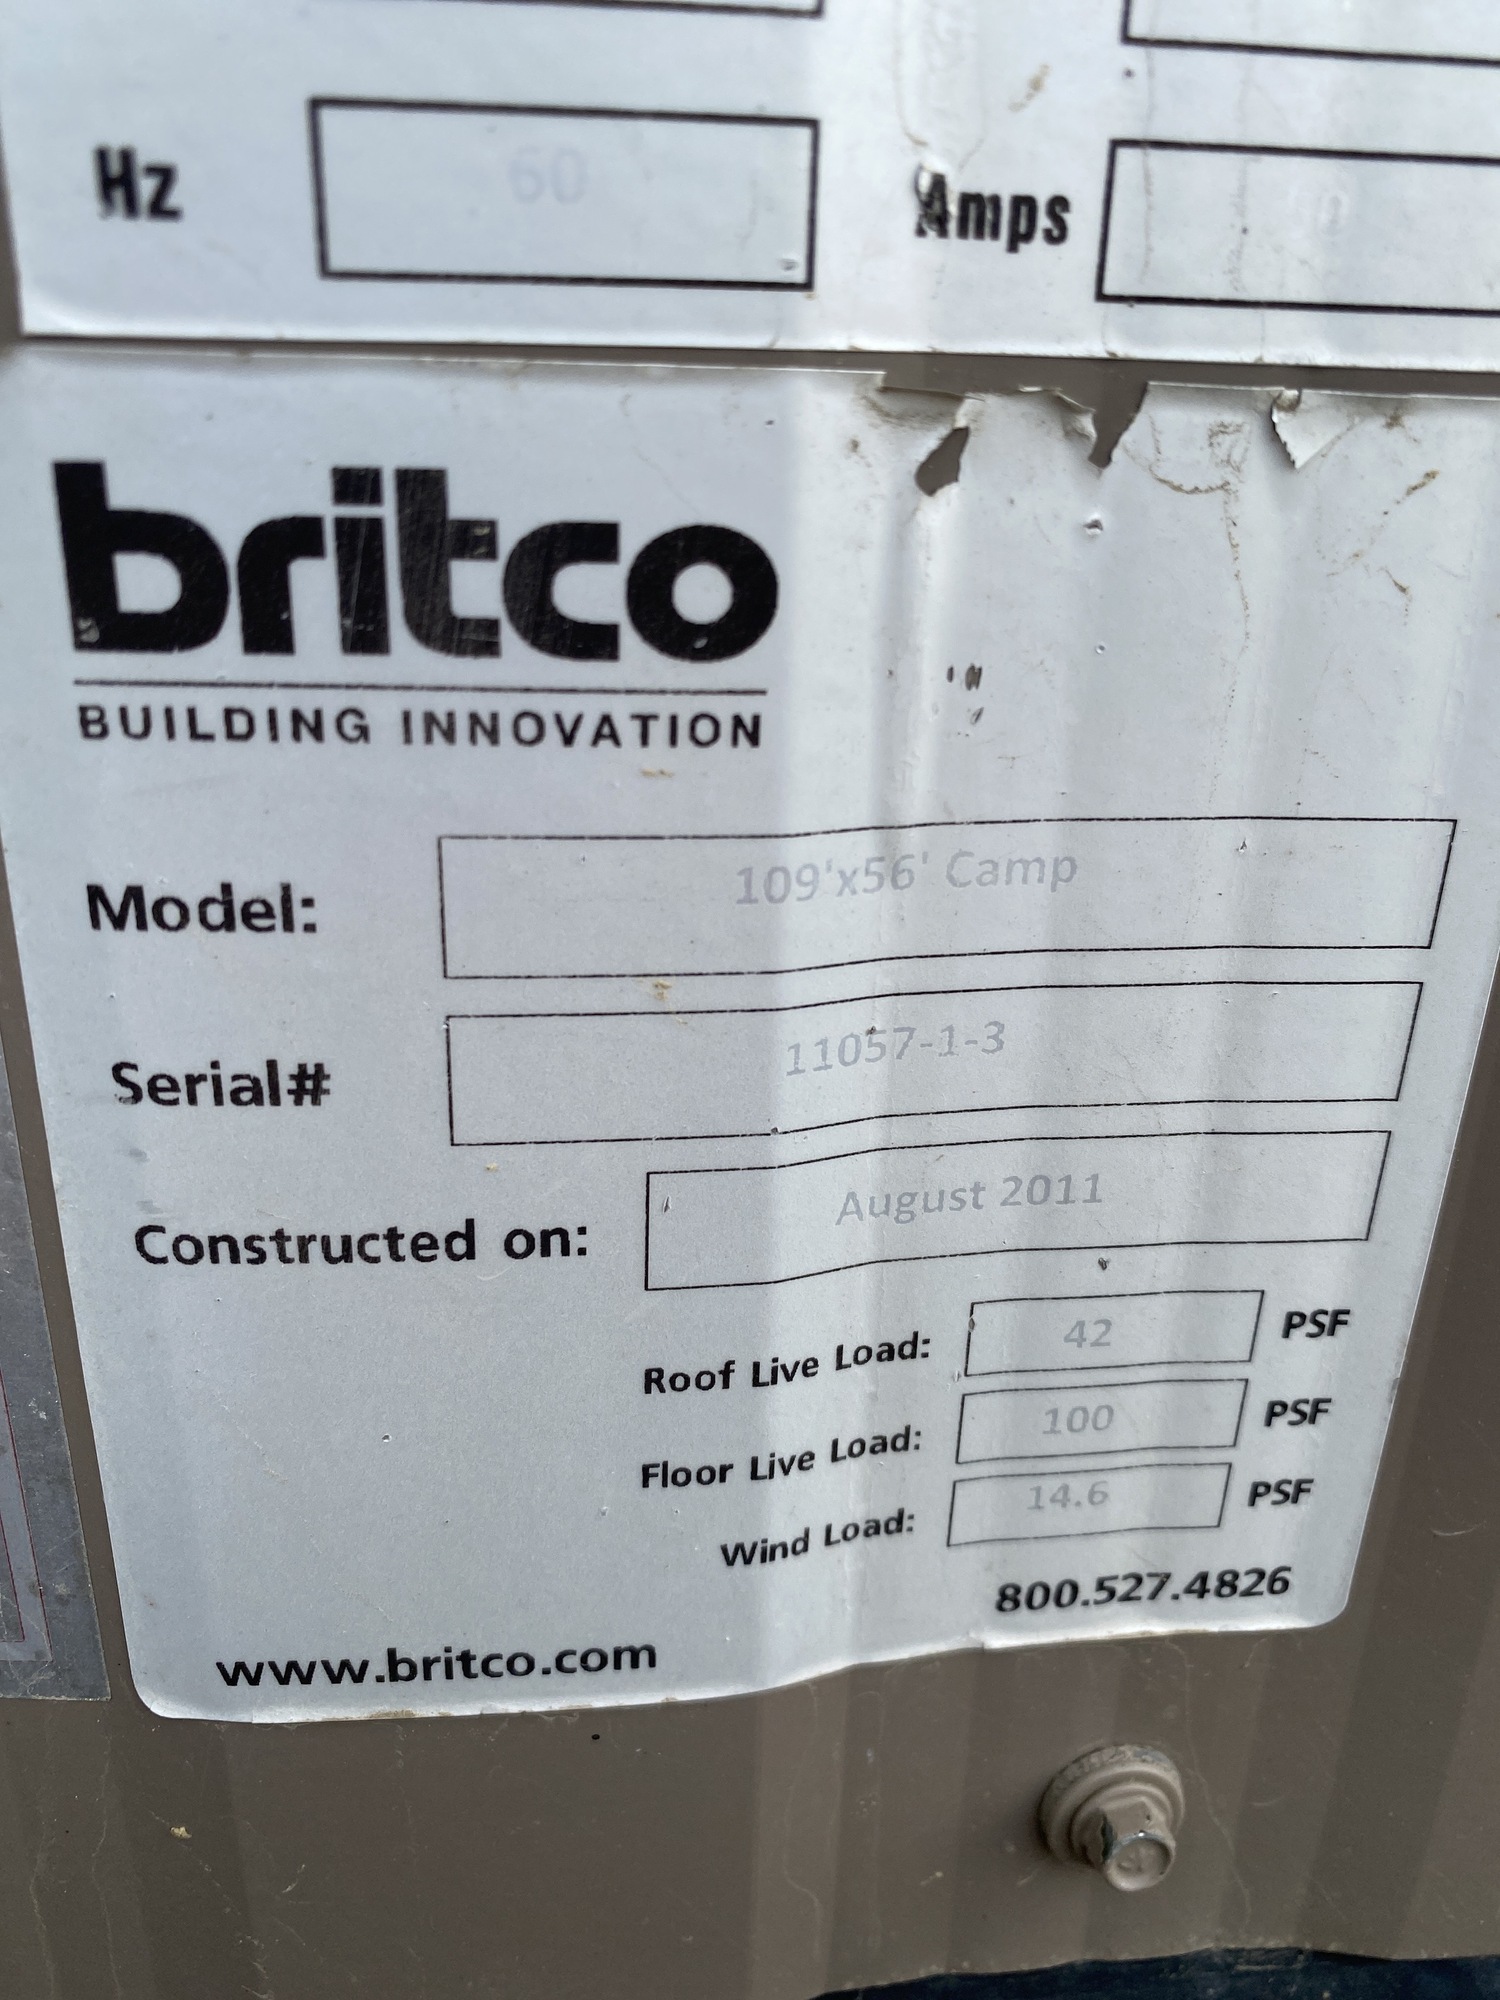 Hz 60 Amps
britco
BUILDING INNOVATION
Model: 109'x56' Camp
Serial# 11057-1-3
Constructed on: August 2011
Roof Live Load: 42 PSF
Floor Live Load: 100 PSF
Wind Load: 14.6 PSF
800.527.4826
www.britco.com